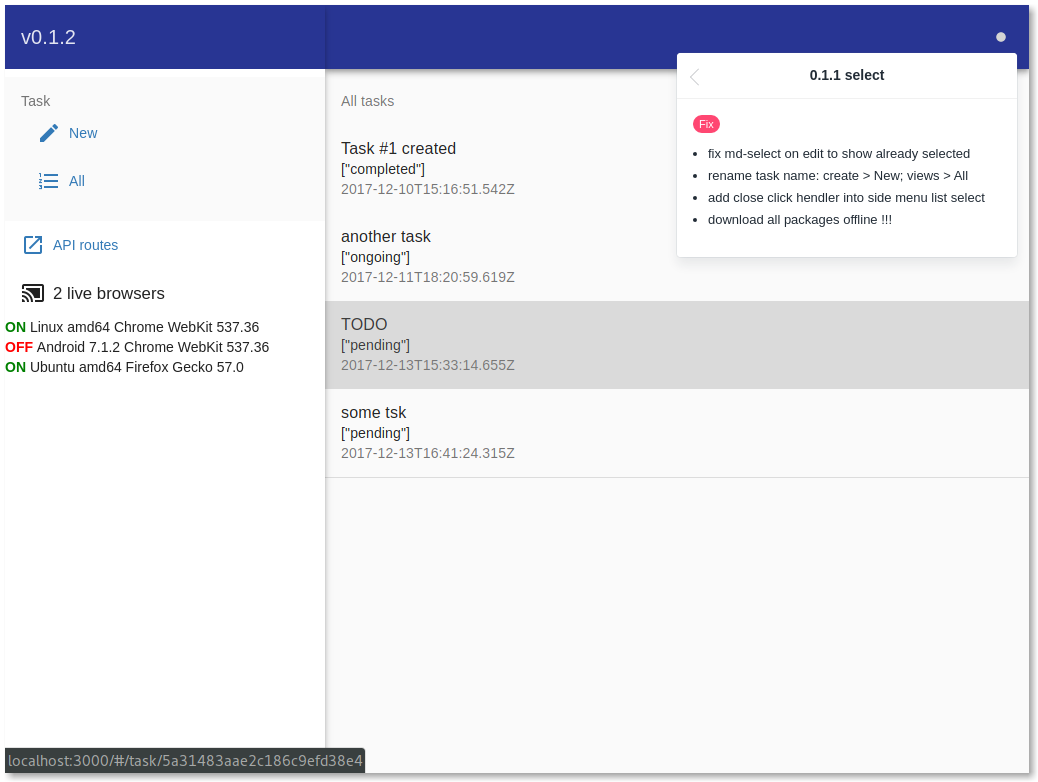 v0.1.2
Task
New
All
API routes
2 live browsers
ON Linux amd64 Chrome WebKit 537.36
OFF Android 7.1.2 Chrome WebKit 537.36
ON Ubuntu amd64 Firefox Gecko 57.0
All tasks
Task #1 created
["completed"]
2017-12-10T15:16:51.542Z
another task
["ongoing"]
2017-12-11T18:20:59.619Z
TODO
["pending"]
2017-12-13T15:33:14.655Z
some tsk
["pending"]
2017-12-13T16:41:24.315Z
0.1.1 select
Fix
fix md-select on edit to show already selected
rename task name: create > New; views > All
add close click hendler into side menu list select
download all packages offline !!!
localhost:3000/#/task/5a31483aae2c186c9efd38e4